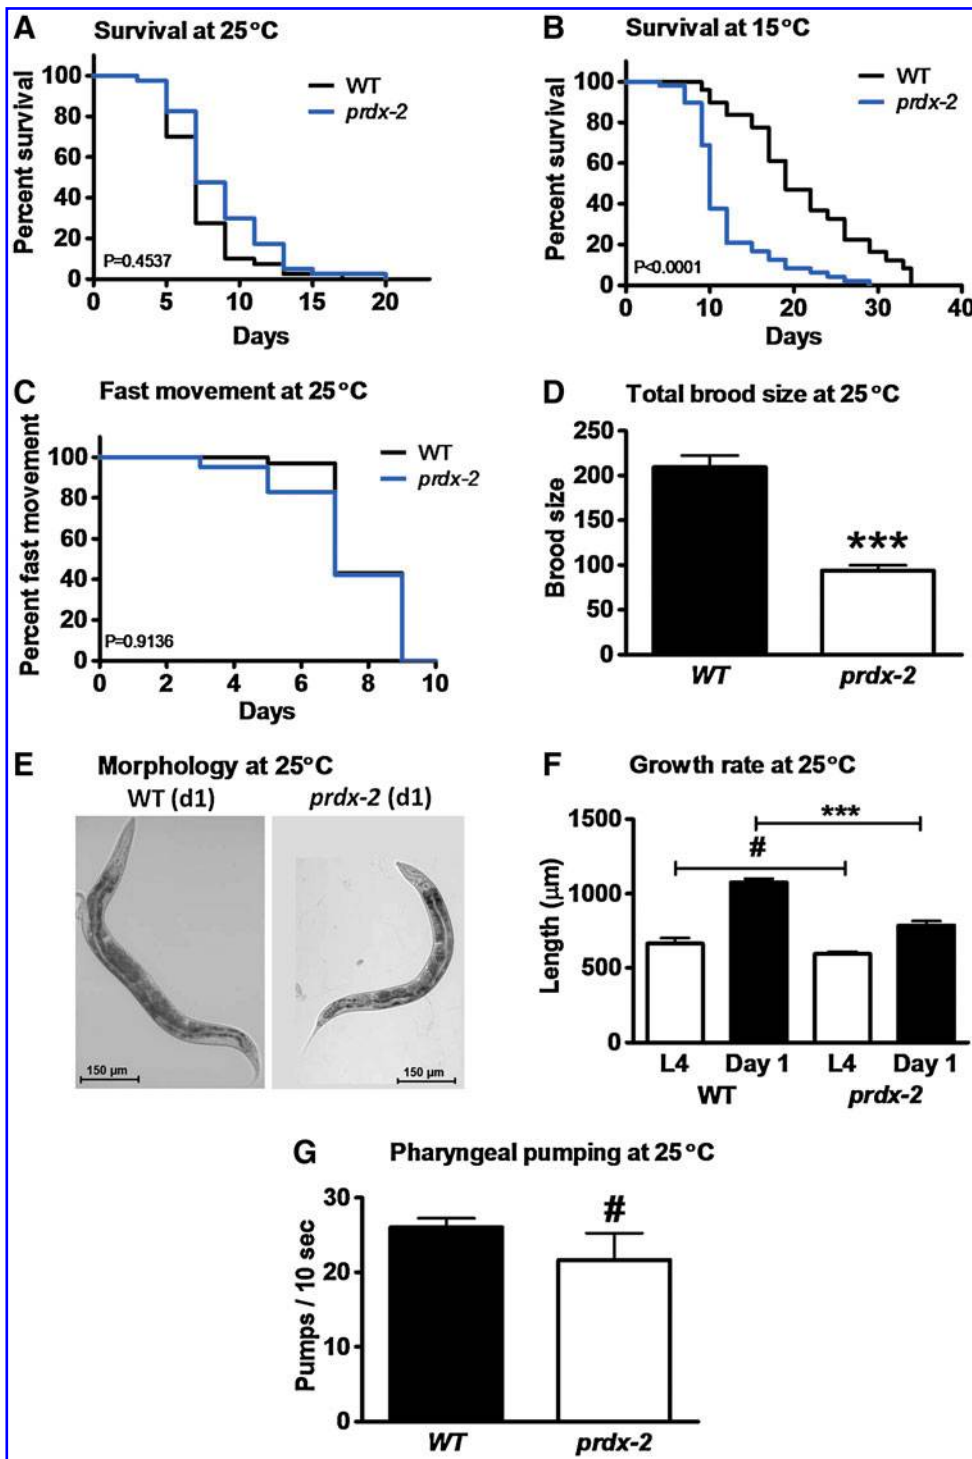 A Survival at 25°C
Percent survival
100
80
60
40
20
0
WT
prdx-2
P=0.4537
0 5 10 15 20
Days
B Survival at 15°C
Percent survival
100
80
60
40
20
0
WT
prdx-2
P<0.0001
0 10 20 30 40
Days
C Fast movement at 25°C
Percent fast movement
100
80
60
40
20
0
WT
prdx-2
P=0.9136
0 2 4 6 8 10
Days
D Total brood size at 25°C
Brood size
250
200
150
100
50
0
***
WT prdx-2
E Morphology at 25°C
WT (d1) prdx-2 (d1)
150 µm 150 µm
F Growth rate at 25°C
Length (µm)
1500
1000
500
0
***
#
L4 Day 1 L4 Day 1
WT prdx-2
G Pharyngeal pumping at 25°C
Pumps / 10 sec
30
20
10
0
#
WT prdx-2